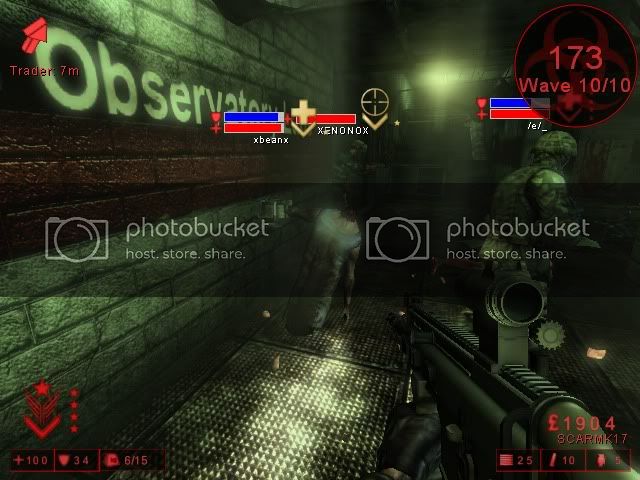 173
Wave 10/10
Trader 7m
Observatory
xbeanx
XENONOX
/e/_
photobucket
host. store. share.
photobucket
host. store. share.
£1904
SCARMK17
100
34
6/15
25
10
5